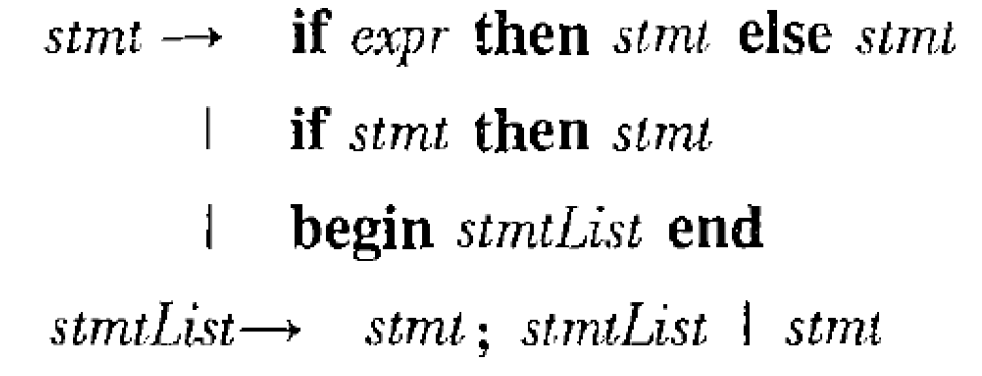 stmt → if expr then stmt else stmt
| if stmt then stmt
| begin stmtList end
stmtList → stmt; stmtList | stmt